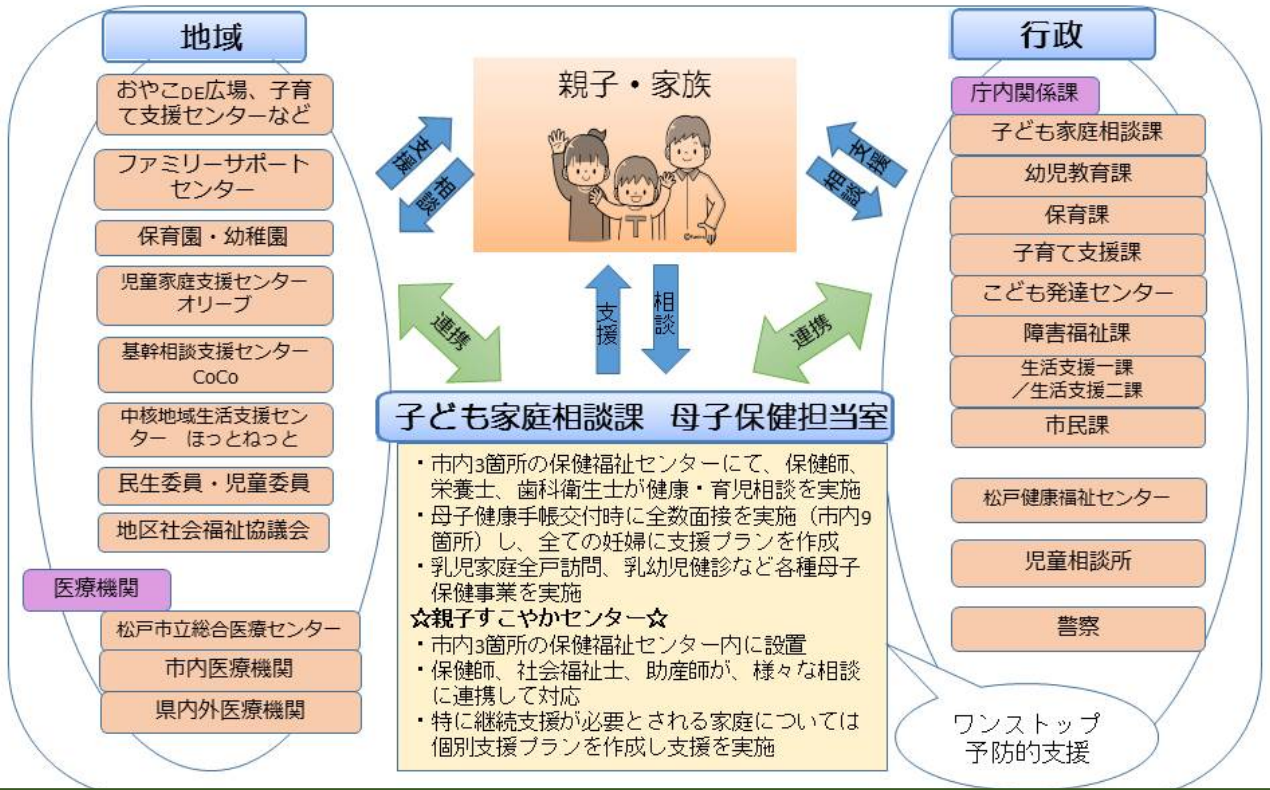 地域
おやこDE広場、子育
て支援センターなど
ファミリーサポート
センター
保育園・幼稚園
児童家庭支援センター
オリーブ
基幹相談支援センター
CoCo
中核地域生活支援セン
ター　ほっとねっと
民生委員・児童委員
地区社会福祉協議会
医療機関
松戸市立総合医療センター
市内医療機関
県内外医療機関
親子・家族
T
支援
相談
支援
相談
支援
相談
連携
連携
子ども家庭相談課　母子保健担当室
・市内3箇所の保健福祉センターにて、保健師、
栄養士、歯科衛生士が健康・育児相談を実施
・母子健康手帳交付時に全数面接を実施（市内9
箇所）し、全ての妊婦に支援プランを作成
・乳児家庭全戸訪問、乳幼児健診など各種母子
保健事業を実施
☆親子すこやかセンター☆
・市内3箇所の保健福祉センター内に設置
・保健師、社会福祉士、助産師が、様々な相談
に連携して対応
・特に継続支援が必要とされる家庭については
個別支援プランを作成し支援を実施
行政
庁内関係課
子ども家庭相談課
幼児教育課
保育課
子育て支援課
こども発達センター
障害福祉課
生活支援一課
／生活支援二課
市民課
松戸健康福祉センター
児童相談所
警察
ワンストップ
予防的支援